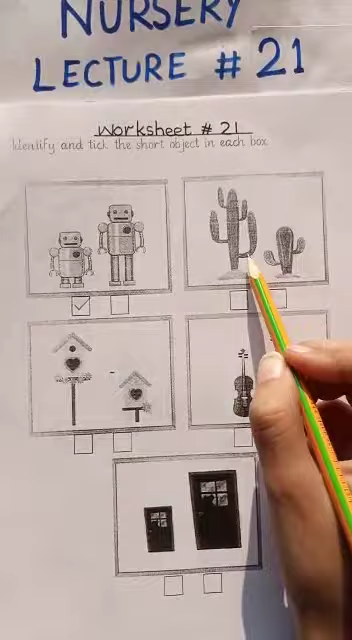 NURSERY
LECTURE # 21
Worksheet # 21
Identify and tick the short object in each box